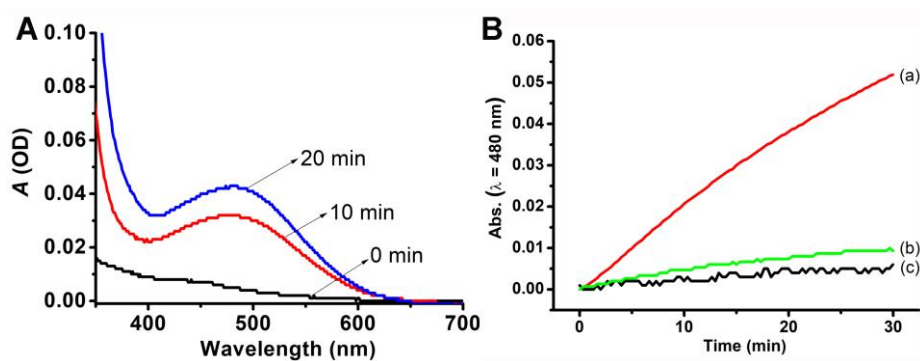 A
0.10
0.08
0.06
0.04
0.02
0.00
A (OD)
20 min
10 min
0 min
400 500 600 700
Wavelength (nm)
B
0.06
0.05
0.04
0.03
0.02
0.01
0.00
Abs. (λ = 480 nm)
(a)
(b)
(c)
0 10 20 30
Time (min)